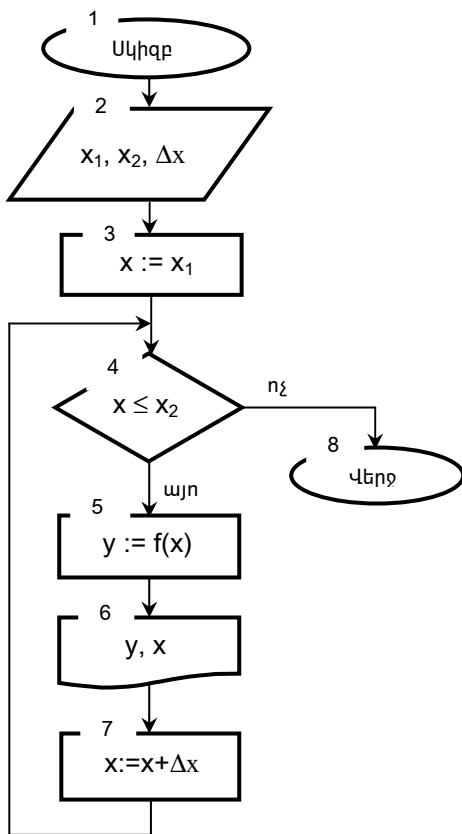 1
Սկիզբ
2
x₁, x₂, Δx
3
x := x₁
4
x ≤ x₂
ոչ
8
Վերջ
այո
5
y := f(x)
6
y, x
7
x:=x+Δx